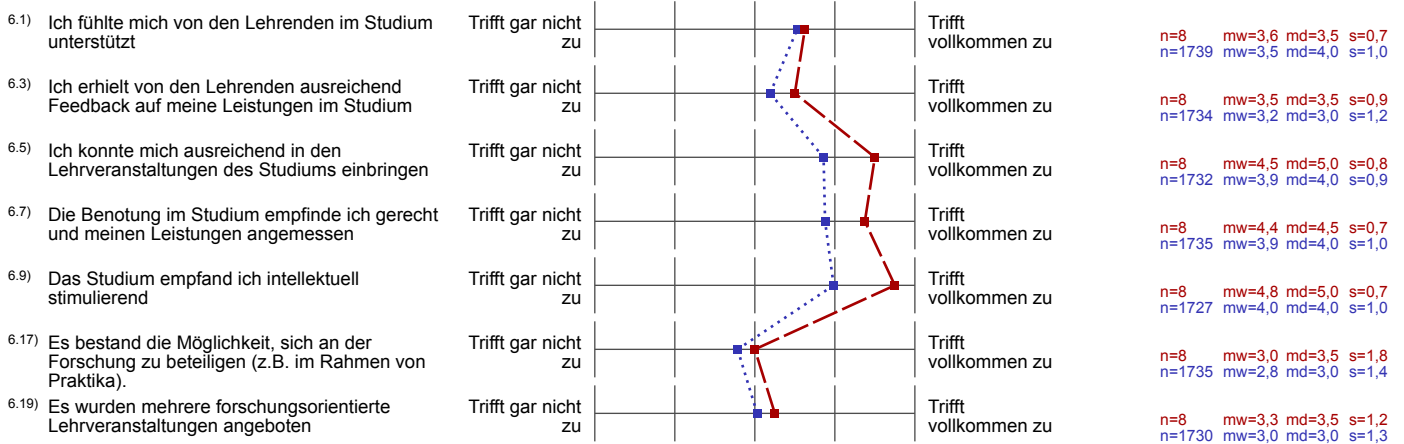 6.1) Ich fühlte mich von den Lehrenden im Studium
unterstützt
Trifft gar nicht
zu
Trifft
vollkommen zu
n=8 mw=3,6 md=3,5 s=0,7
n=1739 mw=3,5 md=4,0 s=1,0
6.3) Ich erhielt von den Lehrenden ausreichend
Feedback auf meine Leistungen im Studium
Trifft gar nicht
zu
Trifft
vollkommen zu
n=8 mw=3,5 md=3,5 s=0,9
n=1734 mw=3,2 md=3,0 s=1,2
6.5) Ich konnte mich ausreichend in den
Lehrveranstaltungen des Studiums einbringen
Trifft gar nicht
zu
Trifft
vollkommen zu
n=8 mw=4,5 md=5,0 s=0,8
n=1732 mw=3,9 md=4,0 s=0,9
6.7) Die Benotung im Studium empfinde ich gerecht
und meinen Leistungen angemessen
Trifft gar nicht
zu
Trifft
vollkommen zu
n=8 mw=4,4 md=4,5 s=0,7
n=1735 mw=3,9 md=4,0 s=1,0
6.9) Das Studium empfand ich intellektuell
stimulierend
Trifft gar nicht
zu
Trifft
vollkommen zu
n=8 mw=4,8 md=5,0 s=0,7
n=1727 mw=4,0 md=4,0 s=1,0
6.17) Es bestand die Möglichkeit, sich an der
Forschung zu beteiligen (z.B. im Rahmen von
Praktika).
Trifft gar nicht
zu
Trifft
vollkommen zu
n=8 mw=3,0 md=3,5 s=1,8
n=1735 mw=2,8 md=3,0 s=1,4
6.19) Es wurden mehrere forschungsorientierte
Lehrveranstaltungen angeboten
Trifft gar nicht
zu
Trifft
vollkommen zu
n=8 mw=3,3 md=3,5 s=1,2
n=1730 mw=3,0 md=3,0 s=1,3